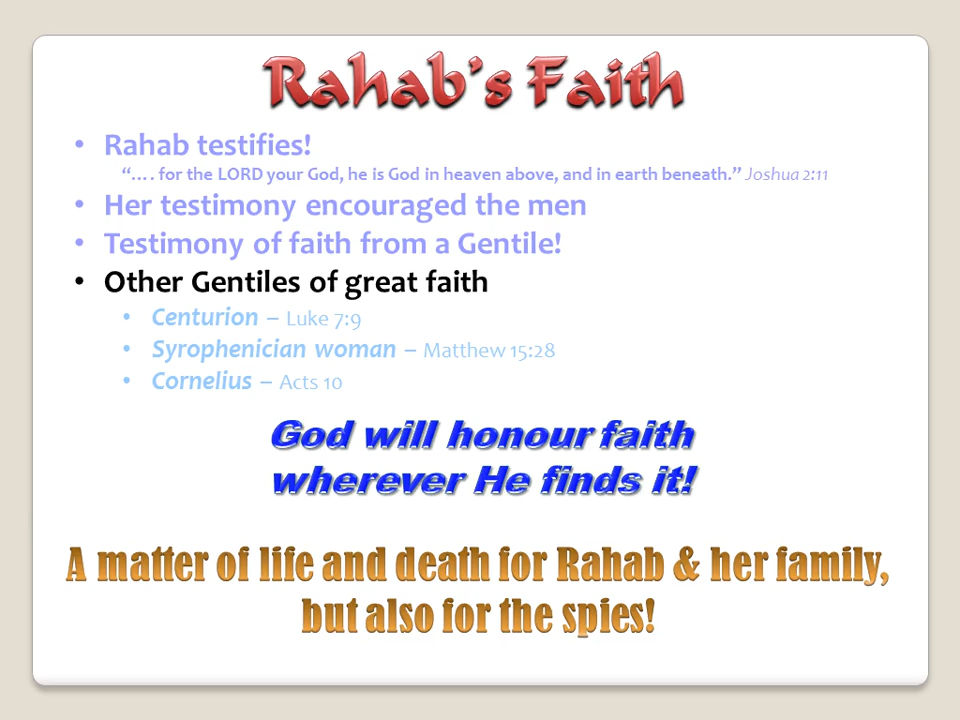 Rahab's Faith
• Rahab testifies!
"…. for the LORD your God, he is God in heaven above, and in earth beneath." Joshua 2:11
• Her testimony encouraged the men
• Testimony of faith from a Gentile!
• Other Gentiles of great faith
• Centurion – Luke 7:9
• Syrophenician woman – Matthew 15:28
• Cornelius – Acts 10
God will honour faith
wherever He finds it!
A matter of life and death for Rahab & her family,
but also for the spies!